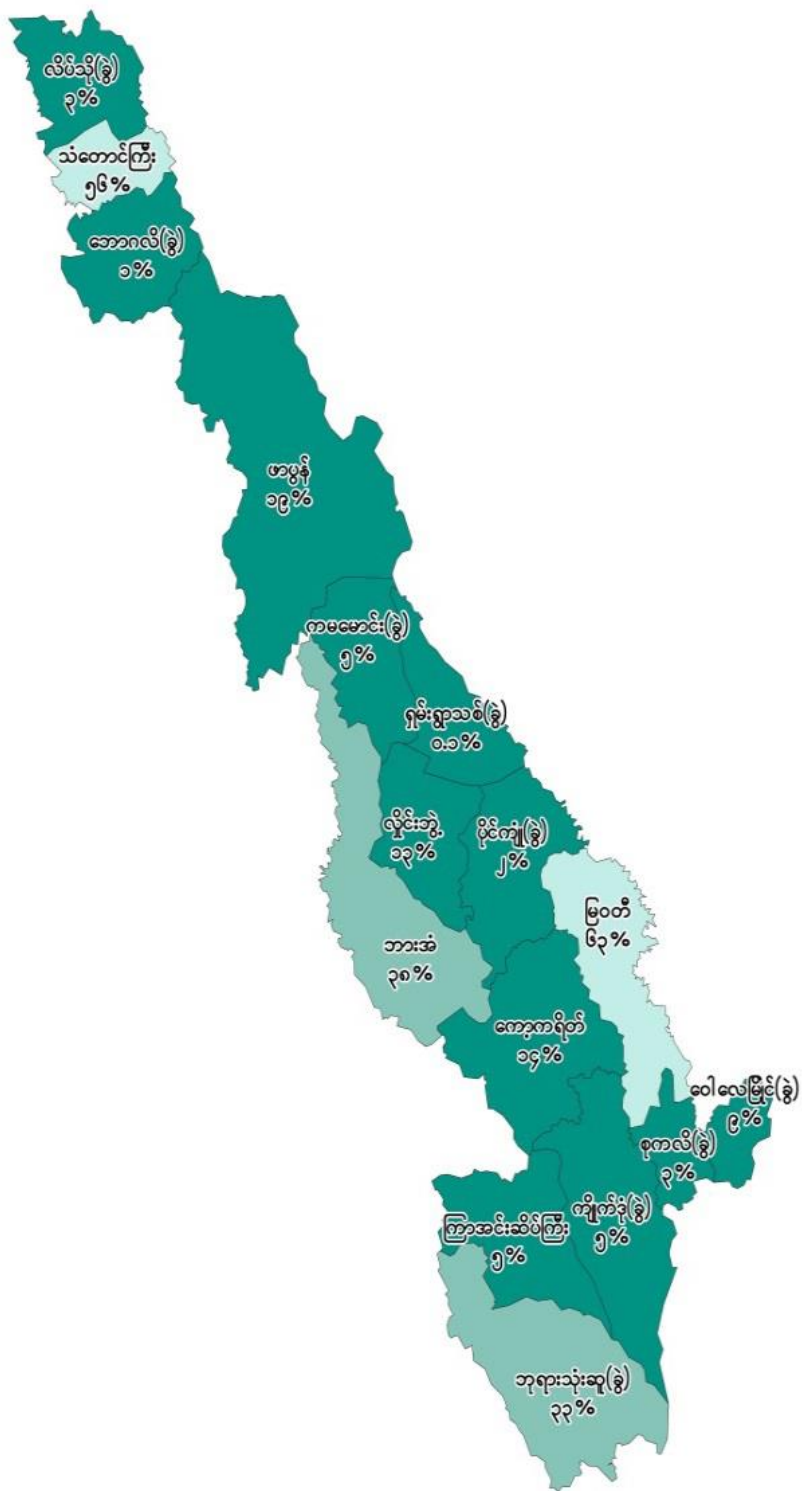 လိပ်သို(ခွဲ)
၃%
သံတောင်ကြီး
၅၆%
ဘောဂလိ(ခွဲ)
၁%
ဖာပွန်
၁၉%
ကမမောင်း(ခွဲ)
၅%
ရှမ်းရွာသစ်(ခွဲ)
၀.၁%
လှိုင်းဘွဲ့
၁၃%
ပိုင်ကျုံ(ခွဲ)
၂%
မြဝတီ
၆၃%
ဘားအံ
၃၈%
ကော့ကရိတ်
၁၄%
ဝေါလေမြိုင်(ခွဲ)
၉%
စုကလိ(ခွဲ)
၃%
ကျိုက်ဒုံ(ခွဲ)
၅%
ကြာအင်းဆိပ်ကြီး
၅%
ဘုရားသုံးဆူ(ခွဲ)
၃၃%